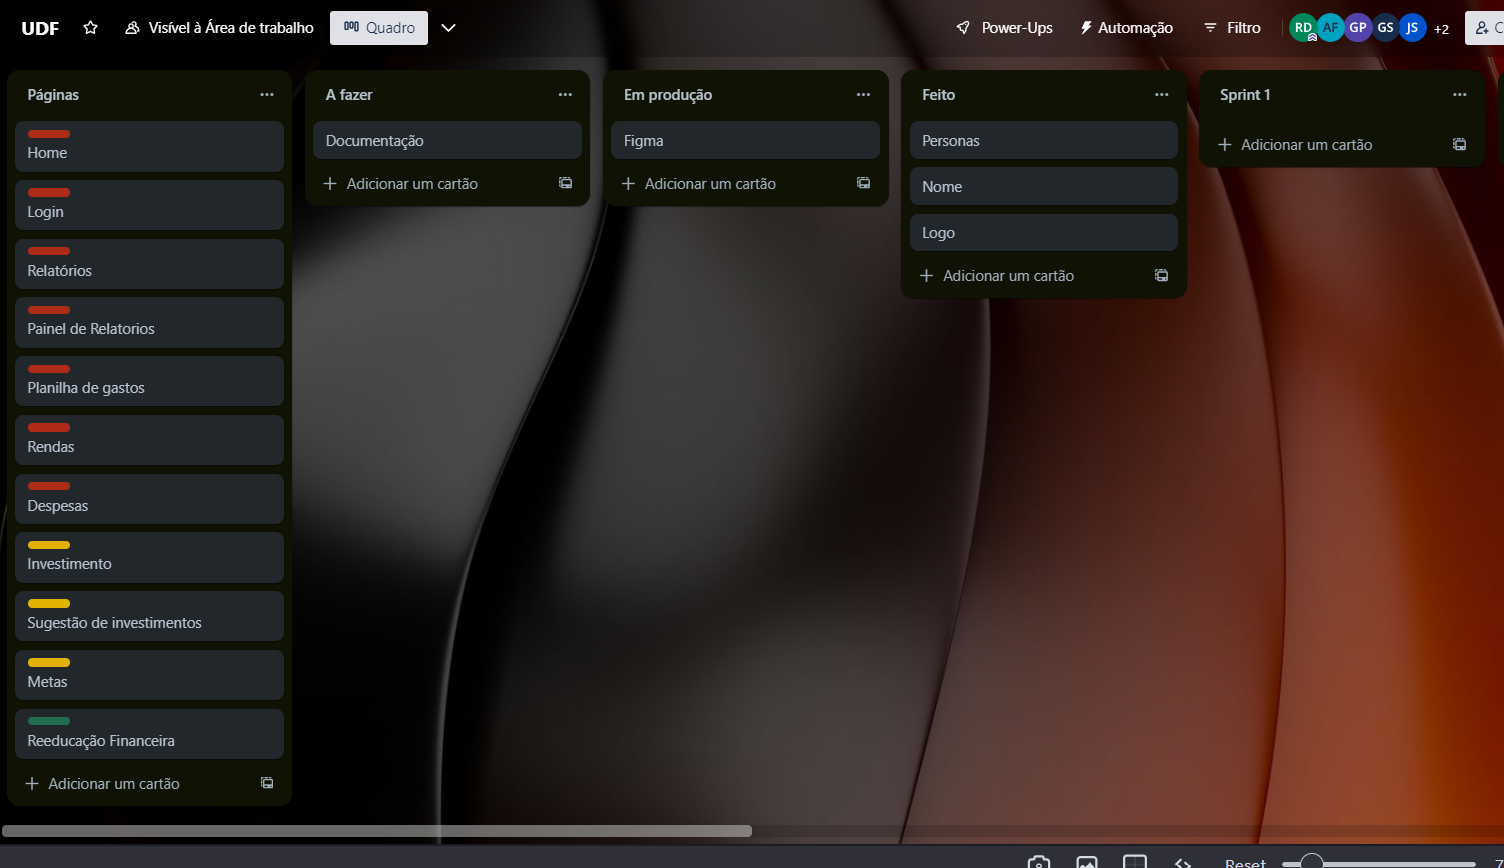 UDF
Visível à Área de trabalho
Quadro
Power-Ups
Automação
Filtro
RD
AF
GP
GS
JS
+2
Páginas
Home
Login
Relatórios
Painel de Relatorios
Planilha de gastos
Rendas
Despesas
Investimento
Sugestão de investimentos
Metas
Reeducação Financeira
Adicionar um cartão
A fazer
Documentação
Adicionar um cartão
Em produção
Figma
Adicionar um cartão
Feito
Personas
Nome
Logo
Adicionar um cartão
Sprint 1
Adicionar um cartão
Reset